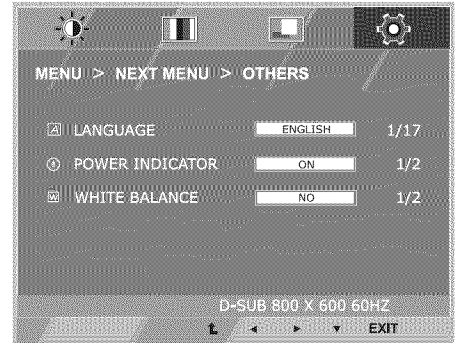 MENU > NEXT MENU > OTHERS
LANGUAGE ENGLISH 1/17
POWER INDICATOR ON 1/2
W WHITE BALANCE NO 1/2
D-SUB 800 X 600 60HZ
EXIT